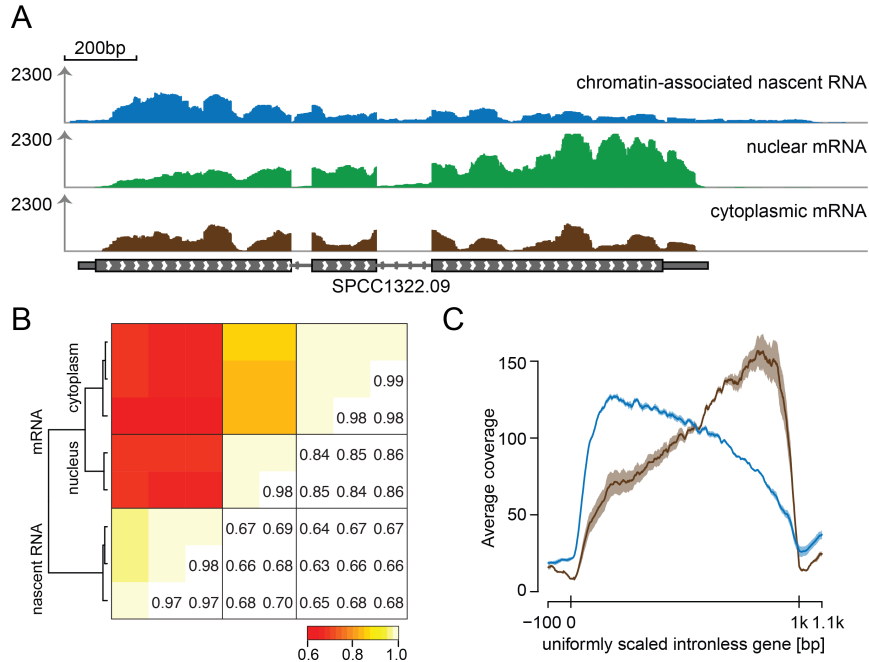 A
200bp
2300
chromatin-associated nascent RNA
2300
nuclear mRNA
2300
cytoplasmic mRNA
SPCC1322.09
B
cytoplasm
mRNA
nucleus
nascent RNA
0.99
0.98 0.98
0.84 0.85 0.86
0.98 0.85 0.84 0.86
0.67 0.69 0.64 0.67 0.67
0.98 0.66 0.68 0.63 0.66 0.66
0.97 0.97 0.68 0.70 0.65 0.68 0.68
0.6 0.8 1.0
C
Average coverage
150
100
50
0
−100 0 1k 1.1k
uniformly scaled intronless gene [bp]